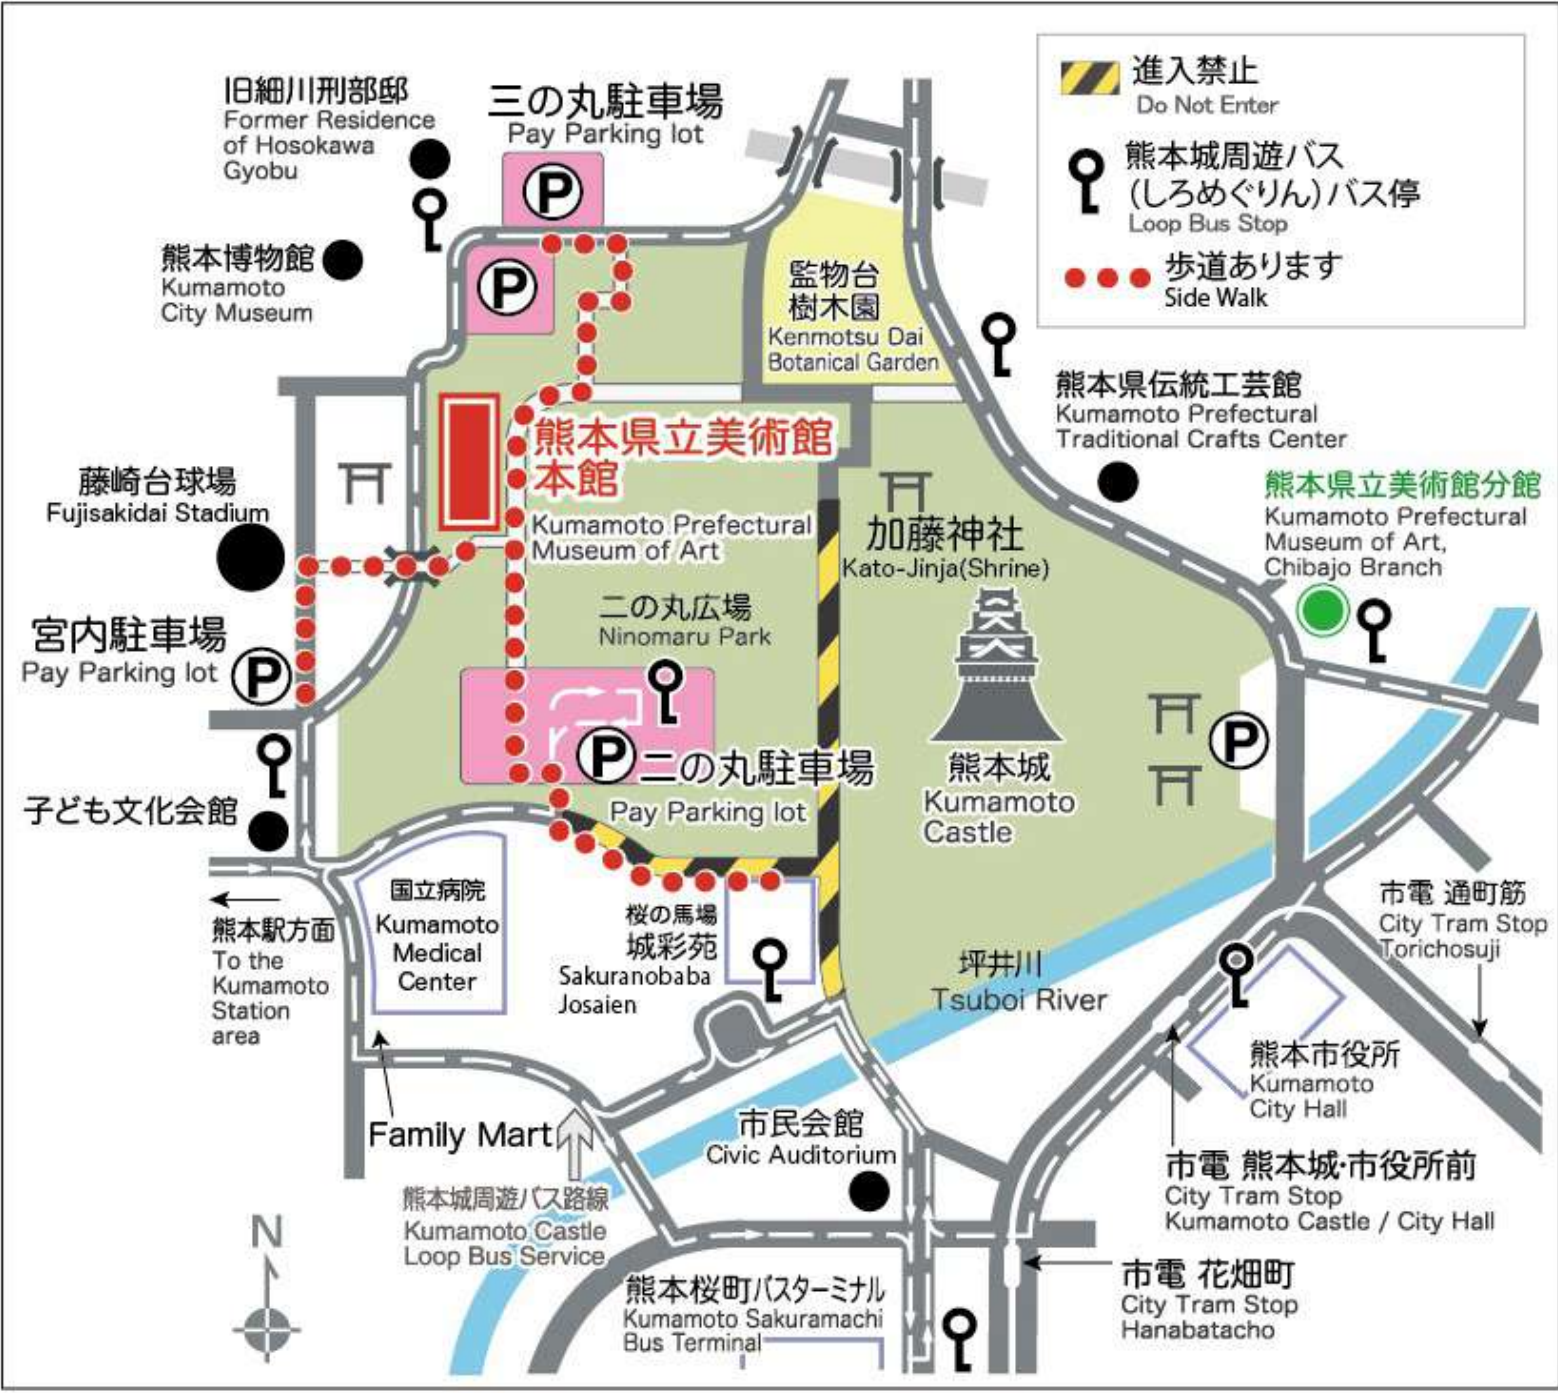 旧細川刑部邸
Former Residence
of Hosokawa
Gyobu
三の丸駐車場
Pay Parking lot
P
P
進入禁止
Do Not Enter
熊本城周遊バス
(しろめぐりん)バス停
Loop Bus Stop
歩道あります
Side Walk
熊本博物館
Kumamoto
City Museum
監物台
樹木園
Kenmotsu Dai
Botanical Garden
熊本県伝統工芸館
Kumamoto Prefectural
Traditional Crafts Center
熊本県立美術館
本館
Kumamoto Prefectural
Museum of Art
藤崎台球場
Fujisakidai Stadium
加藤神社
Kato-Jinja(Shrine)
熊本県立美術館分館
Kumamoto Prefectural
Museum of Art,
Chibajo Branch
宮内駐車場
Pay Parking lot
P
二の丸広場
Ninomaru Park
P
二の丸駐車場
Pay Parking lot
熊本城
Kumamoto
Castle
P
子ども文化会館
熊本駅方面
To the
Kumamoto
Station
area
国立病院
Kumamoto
Medical
Center
桜の馬場
城彩苑
Sakuranobaba
Josaien
坪井川
Tsuboi River
市電 通町筋
City Tram Stop
Torichosuji
熊本市役所
Kumamoto
City Hall
Family Mart
市民会館
Civic Auditorium
市電 熊本城・市役所前
City Tram Stop
Kumamoto Castle / City Hall
熊本城周遊バス路線
Kumamoto Castle
Loop Bus Service
N
熊本桜町バスターミナル
Kumamoto Sakuramachi
Bus Terminal
市電 花畑町
City Tram Stop
Hanabatacho